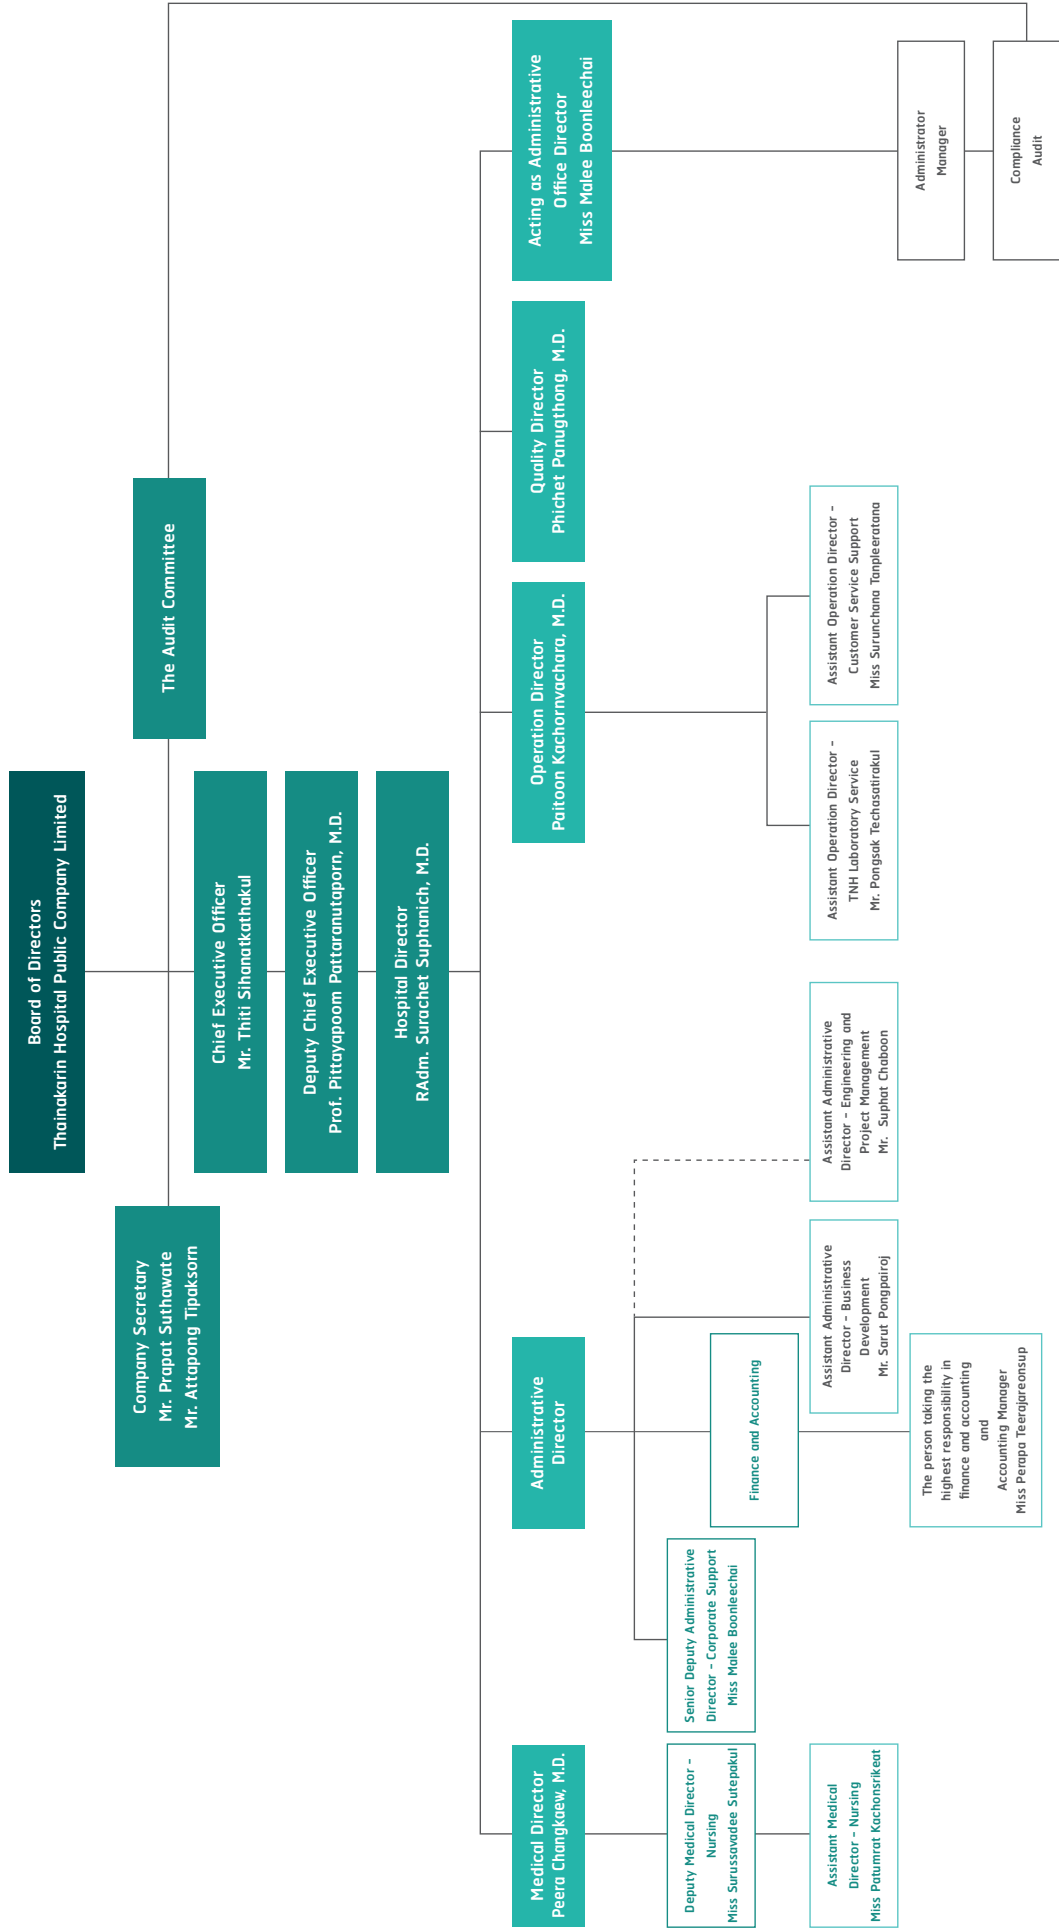 Board of Directors
Thainakarin Hospital Public Company Limited
Company Secretary
Mr. Prapat Suthawate
Mr. Attapong Tipaksorn
The Audit Committee
Chief Executive Officer
Mr. Thiti Sihanatkathakul
Deputy Chief Executive Officer
Prof. Pittayapoom Pattaranutaporn, M.D.
Hospital Director
RAdm. Surachet Suphanich, M.D.
Medical Director
Peera Changkaew, M.D.
Administrative
Director
Operation Director
Paitoon Kachornvachara, M.D.
Quality Director
Phichet Panugthong, M.D.
Acting as Administrative
Office Director
Miss Malee Boonleechai
Deputy Medical Director –
Nursing
Miss Surussavadee Sutepakul
Senior Deputy Administrative
Director – Corporate Support
Miss Malee Boonleechai
Finance and Accounting
Assistant Medical
Director – Nursing
Miss Patumrat Kachonsrikeat
Assistant Administrative
Director – Business
Development
Mr. Sarut Pongpairoj
Assistant Administrative
Director – Engineering and
Project Management
Mr. Suphat Chaboon
Assistant Operation Director –
TNH Laboratory Service
Mr. Pongsak Techasatirakul
Assistant Operation Director –
Customer Service Support
Miss Surunchana Tanpleeratana
Administrator
Manager
The person taking the
highest responsibility in
finance and accounting
and
Accounting Manager
Miss Perapa Teerajareonsup
Compliance
Audit